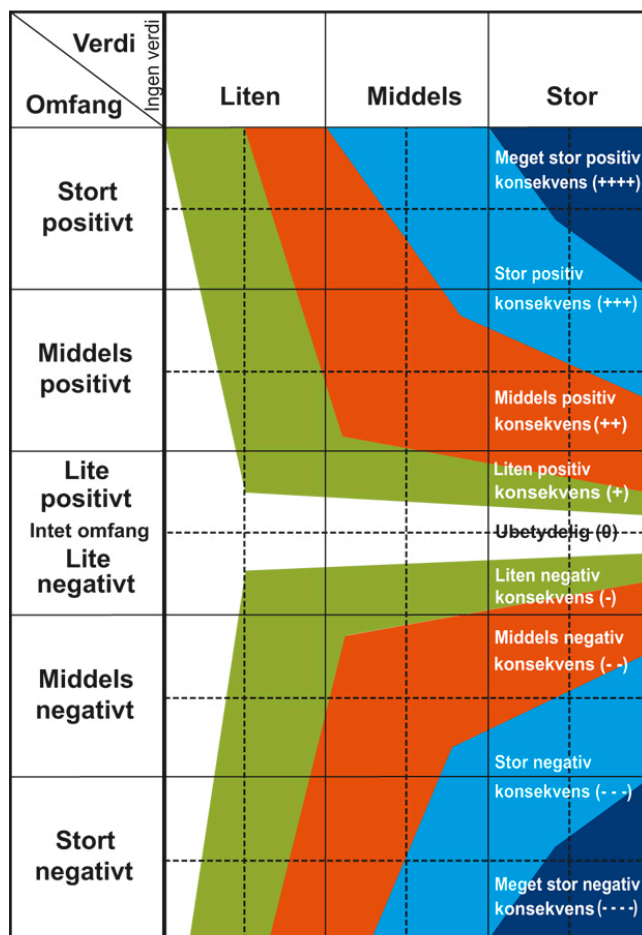 Verdi
Omfang
Ingen verdi
Liten
Middels
Stor
Stort
positivt
Meget stor positiv
konsekvens (++++)
Stor positiv
konsekvens (+++)
Middels
positivt
Middels positiv
konsekvens (++)
Lite
positivt
Liten positiv
konsekvens (+)
Intet omfang
Ubetydelig (0)
Lite
negativt
Liten negativ
konsekvens (-)
Middels
negativt
Middels negativ
konsekvens (- -)
Stor negativ
konsekvens (- - -)
Stort
negativt
Meget stor negativ
konsekvens (- - - -)